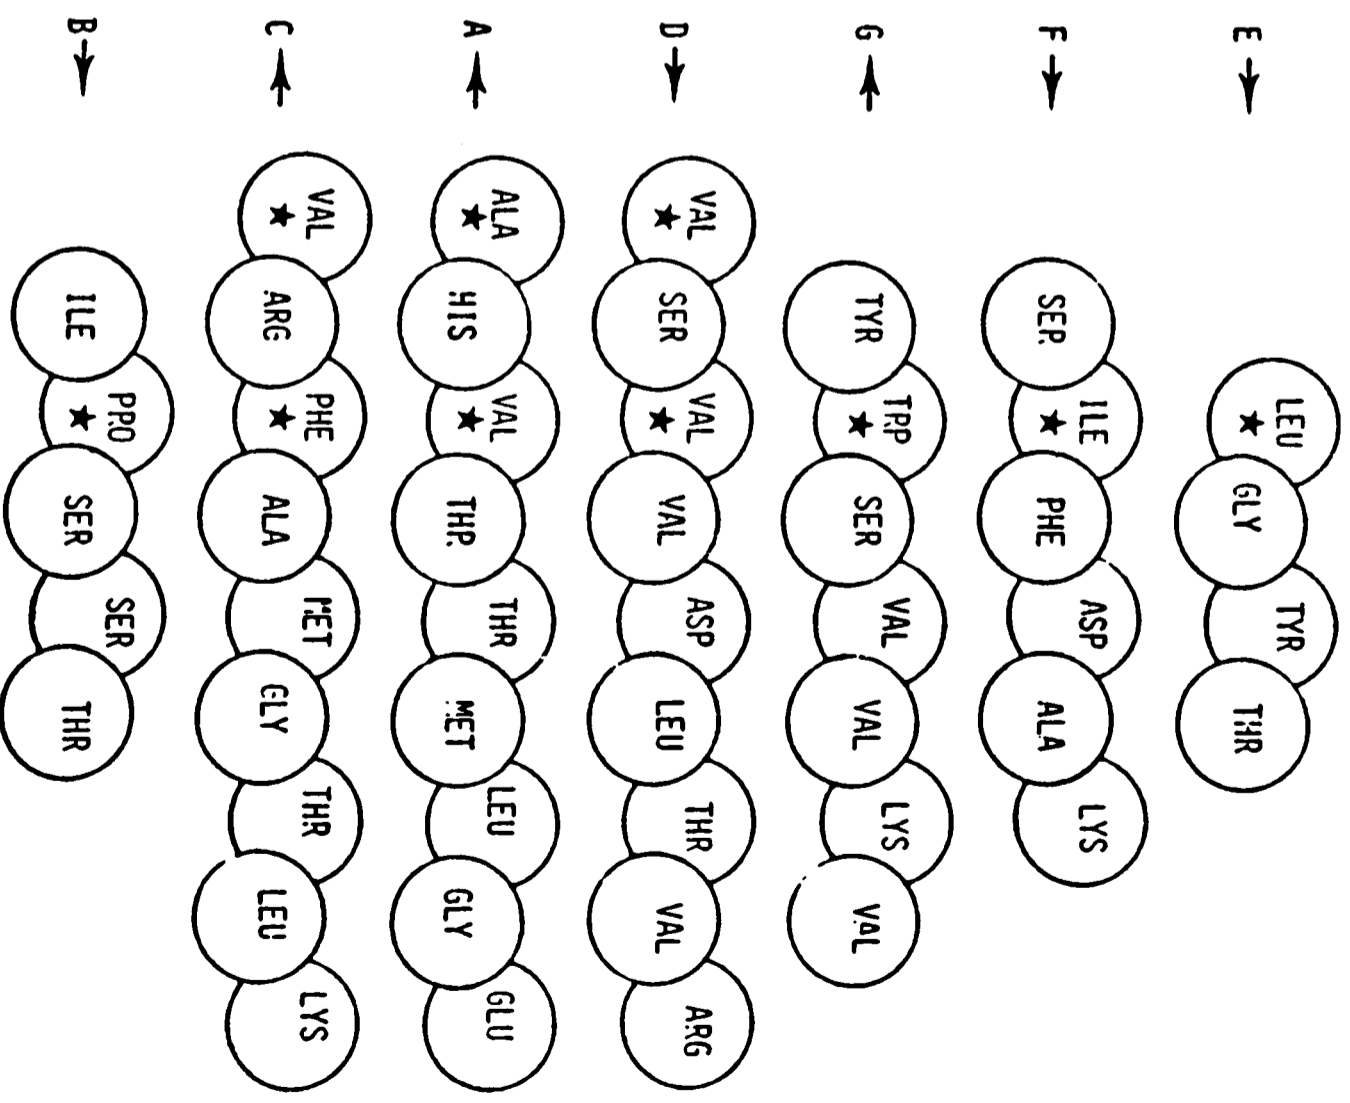 E LEU GLY TYR THR
F SER ILE PHE ASP ALA LYS
G TYR TRP SER VAL VAL LYS VAL
D VAL SER VAL VAL ASP LEU THR VAL ARG
A ALA HIS VAL THR THR MET LEU GLY GLU
C VAL ARG PHE ALA MET GLY THR LEU LYS
B ILE PRO SER SER THR